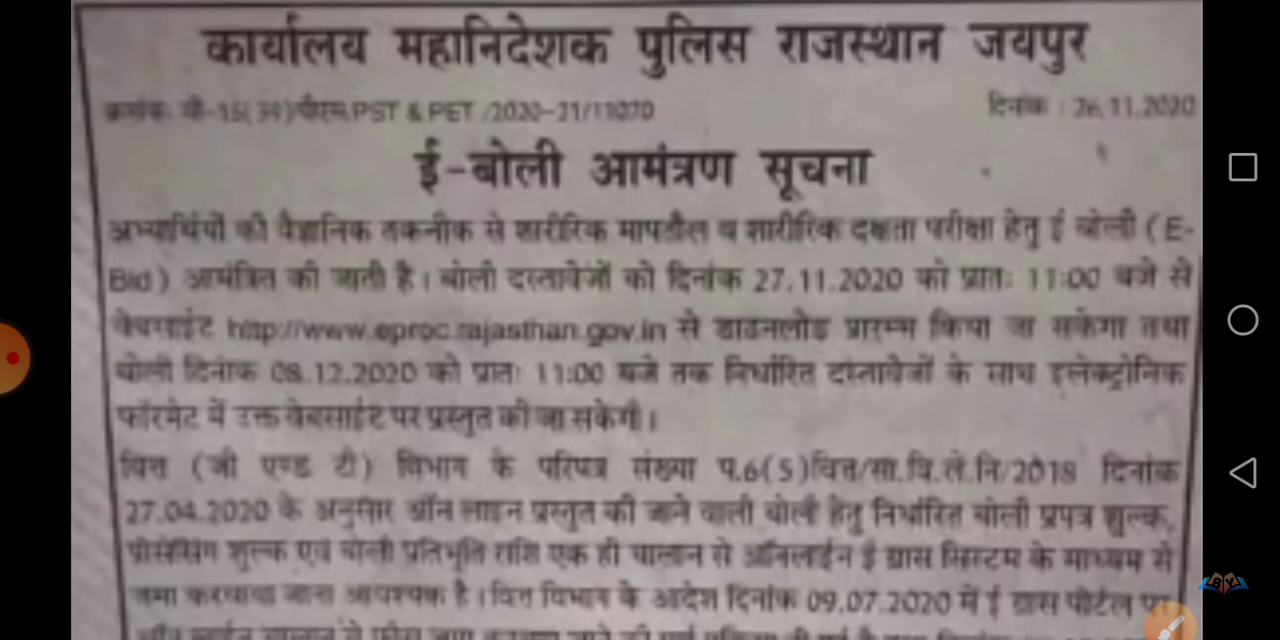 कार्यालय महानिदेशक पुलिस राजस्थान जयपुर
क्रमांक: PST & PET /2020-21/11070 दिनांक : 26.11.2020
ई-बोली आमंत्रण सूचना
अभ्यार्थियों की वैज्ञानिक तकनीक से शारीरिक मापतौल व शारीरिक दक्षता परीक्षा हेतु ई बोली (E-
Bid) आमंत्रित की जाती है। बोली दस्तावेजों को दिनांक 27.11.2020 को प्रातः 11:00 बजे से
वेबसाईट http://www.eproc.rajasthan.gov.in से डाउनलोड प्रारम्भ किया जा सकेगा तथा
बोली दिनांक 08.12.2020 को प्रातः 11:00 बजे तक निर्धारित दस्तावेजों के साथ इलेक्ट्रोनिक
फॉरमेट में उक्त वेबसाईट पर प्रस्तुत की जा सकेगी।
वित्त (जी एण्ड टी) विभाग के परिपत्र संख्या प.6(5)वित्त/सा.वि.ले.नि/2018 दिनांक
27.04.2020 के अनुसार ऑन लाइन प्रस्तुत की जाने वाली बोली हेतु निर्धारित बोली प्रपत्र शुल्क,
प्रोसेसिंग शुल्क एवं बोली प्रतिभूति राशि एक ही चालान से ऑनलाईन ई ग्रास सिस्टम के माध्यम से
जमा करवाया जाना आवश्यक है। वित्त विभाग के आदेश दिनांक 09.07.2020 में ई ग्रास पोर्टल पर
BY